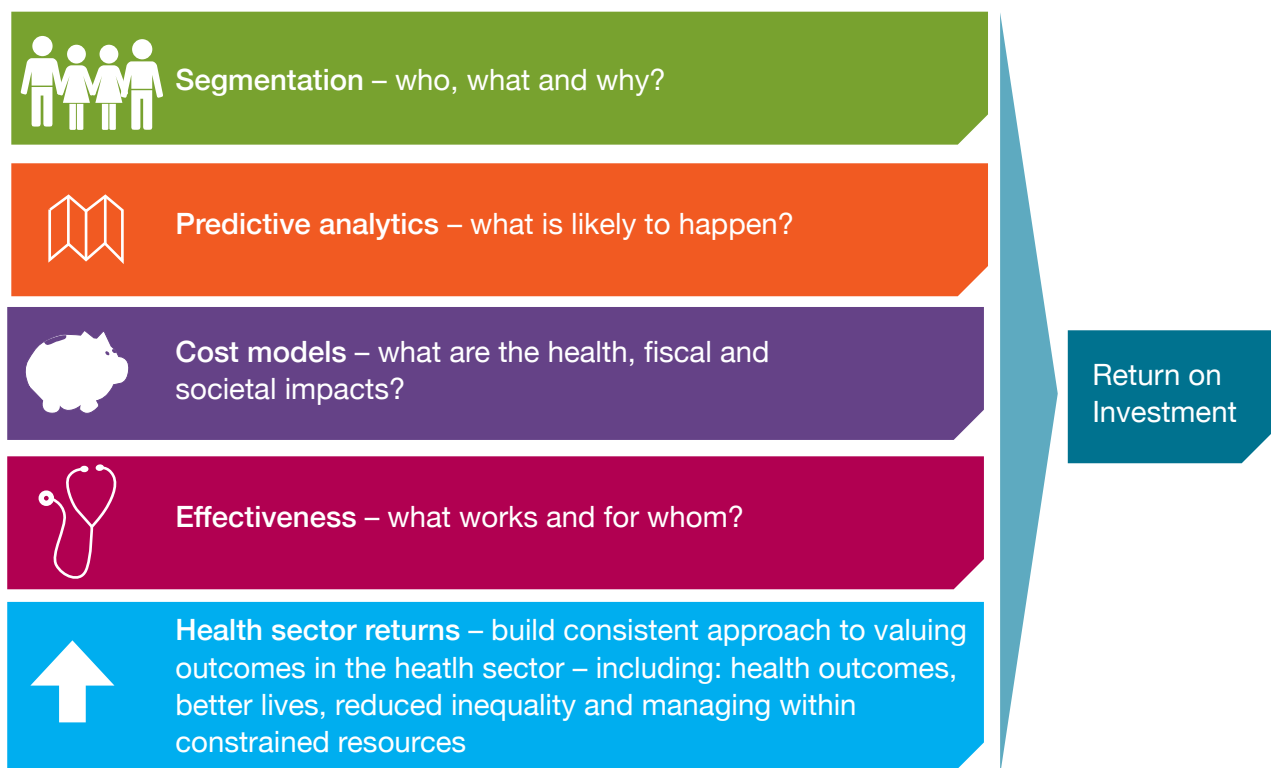 Segmentation – who, what and why?
Predictive analytics – what is likely to happen?
Cost models – what are the health, fiscal and
societal impacts?
Effectiveness – what works and for whom?
Health sector returns – build consistent approach to valuing
outcomes in the heatlh sector – including: health outcomes,
better lives, reduced inequality and managing within
constrained resources
Return on
Investment